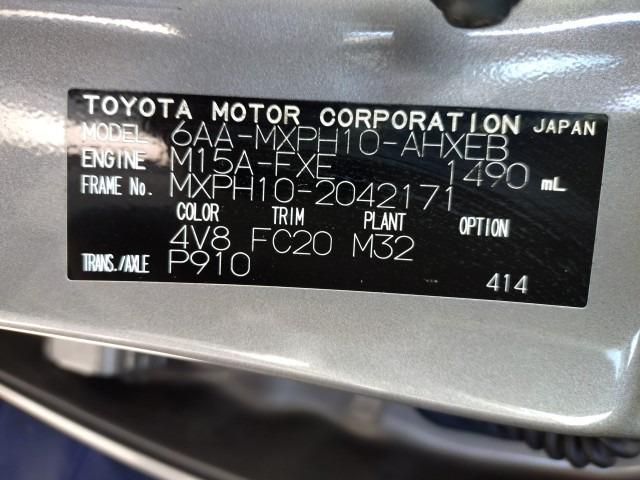 TOYOTA MOTOR CORPORATION JAPAN
MODEL 6AA-MXPH10-AHXEB
ENGINE M15A-FXE 1490 mL
FRAME No. MXPH10-2042171
COLOR TRIM PLANT OPTION
4V8 FC20 M32
TRANS./AXLE P910
414